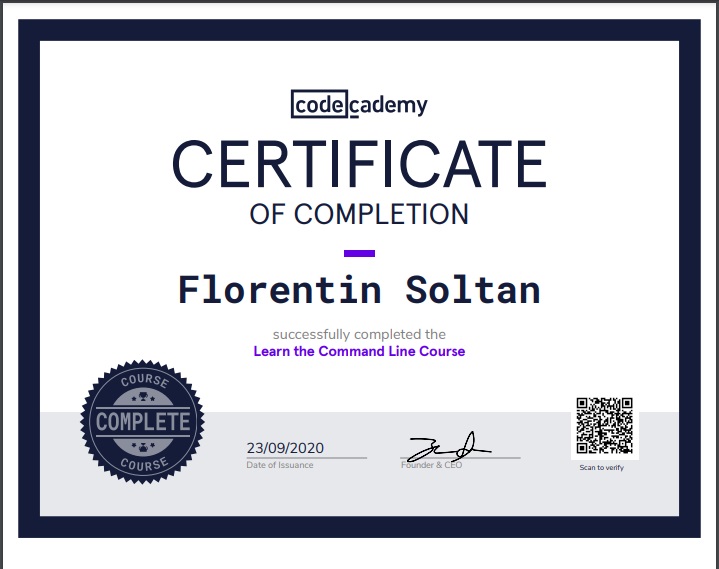 codecademy
CERTIFICATE
OF COMPLETION
Florentin Soltan
successfully completed the
Learn the Command Line Course
COURSE
COMPLETE
COURSE
23/09/2020
Date of Issuance
Founder & CEO
Scan to verify